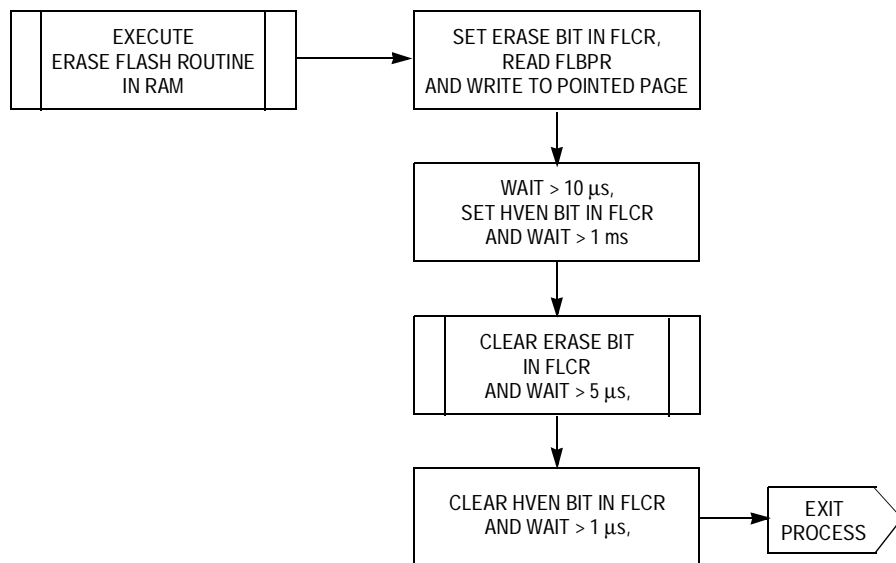 EXECUTE
ERASE FLASH ROUTINE
IN RAM
SET ERASE BIT IN FLCR,
READ FLBPR
AND WRITE TO POINTED PAGE
WAIT > 10 μs,
SET HVEN BIT IN FLCR
AND WAIT > 1 ms
CLEAR ERASE BIT
IN FLCR
AND WAIT > 5 μs,
CLEAR HVEN BIT IN FLCR
AND WAIT > 1 μs,
EXIT
PROCESS